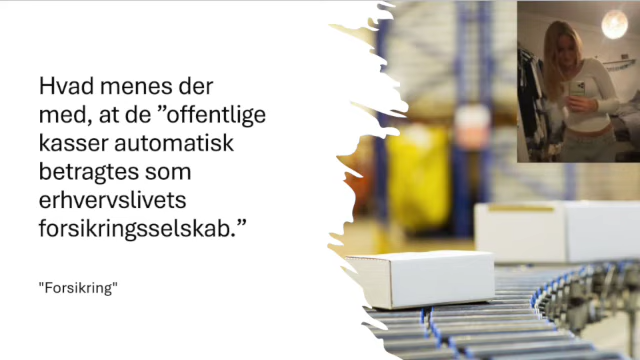 Hvad menes der
med, at de ”offentlige
kasser automatisk
betragtes som
erhvervslivets
forsikringsselskab.”
"Forsikring"